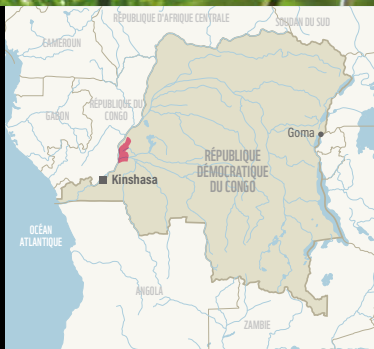 RÉPUBLIQUE D'AFRIQUE CENTRALE
SOUDAN DU SUD
CAMEROUN
RÉPUBLIQUE DU
CONGO
GABON
Goma
RÉPUBLIQUE
DÉMOCRATIQUE
DU CONGO
Kinshasa
OCÉAN
ATLANTIQUE
ANGOLA
ZAMBIE